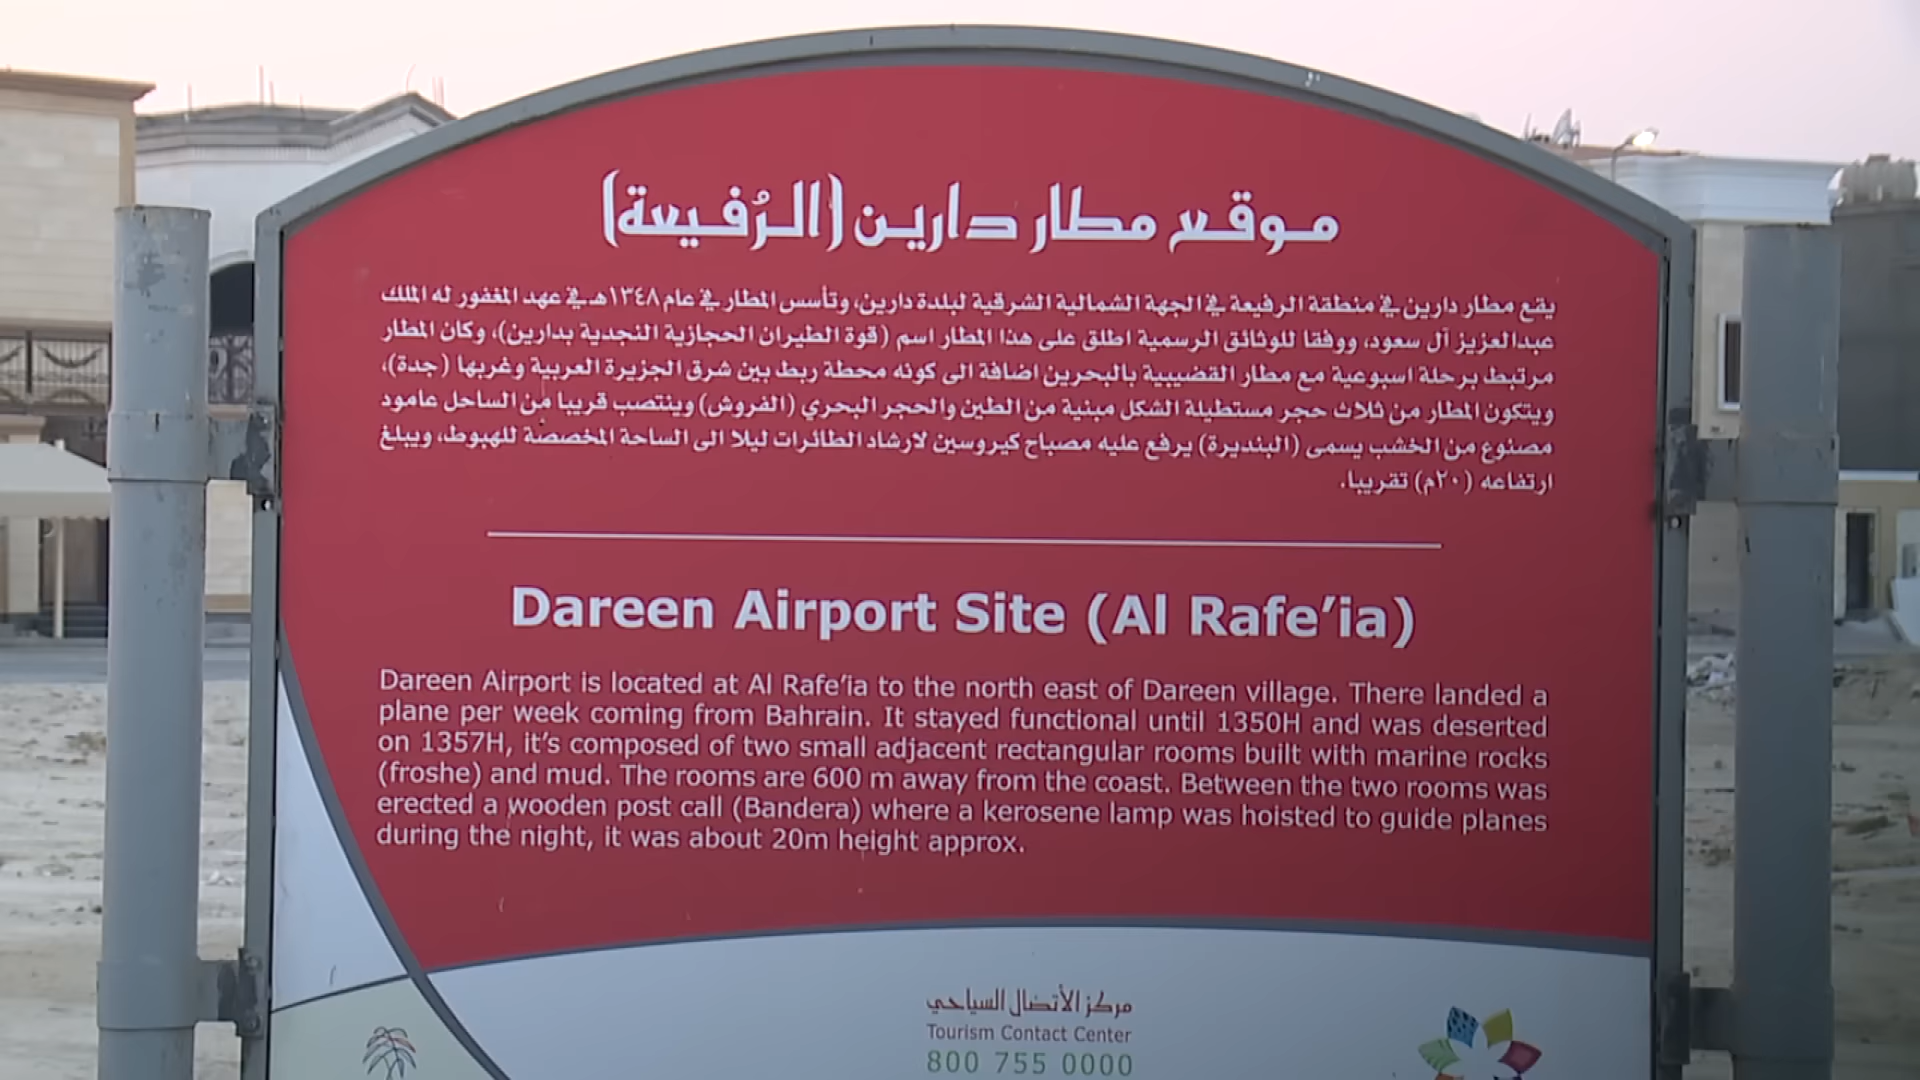 موقع مطار دارين (الرُفيعة)
يقع مطار دارين في منطقة الرفيعة في الجهة الشمالية الشرقية لبلدة دارين، وتأسس المطار في عام ١٣٤٨هـ في عهد المغفور له الملك
عبدالعزيز آل سعود، ووفقا للوثائق الرسمية اطلق على هذا المطار اسم (قوة الطيران الحجازية النجدية بدارين)، وكان المطار
مرتبط برحلة اسبوعية مع مطار القضيبية بالبحرين اضافة الى كونه محطة ربط بين شرق الجزيرة العربية وغربها (جدة)،
ويتكون المطار من ثلاث حجر مستطيلة الشكل مبنية من الطين والحجر البحري (الفروش) وينتصب قريبا من الساحل عامود
مصنوع من الخشب يسمى (البنديرة) يرفع عليه مصباح كيروسين لارشاد الطائرات ليلا الى الساحة المخصصة للهبوط، ويبلغ
ارتفاعه (٢٠م) تقريبا.
Dareen Airport Site (Al Rafe’ia)
Dareen Airport is located at Al Rafe’ia to the north east of Dareen village. There landed a
plane per week coming from Bahrain. It stayed functional until 1350H and was deserted
on 1357H, it’s composed of two small adjacent rectangular rooms built with marine rocks
(froshe) and mud. The rooms are 600 m away from the coast. Between the two rooms was
erected a wooden post call (Bandera) where a kerosene lamp was hoisted to guide planes
during the night, it was about 20m height approx.
مركز الأتصال السياحي
Tourism Contact Center
800 755 0000